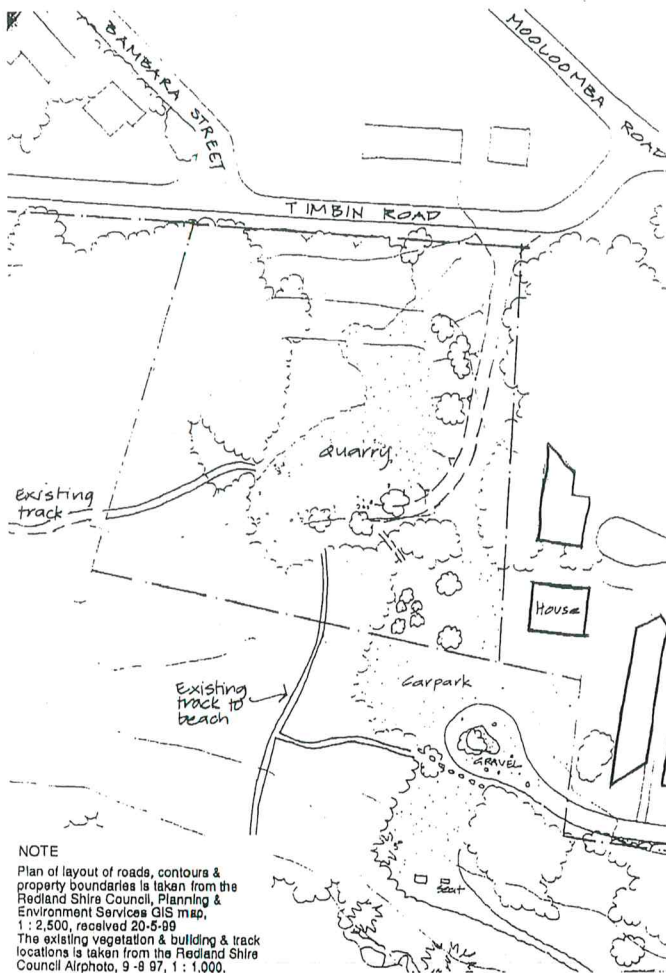 BAMBARA STREET
MOOLOOMBA ROAD
TIMBIN ROAD
Quarry
Existing
track
House
Carpark
Existing
track to
beach
GRAVEL
Seat
NOTE
Plan of layout of roads, contours &
property boundaries is taken from the
Redland Shire Council, Planning &
Environment Services GIS map,
1 : 2,500, received 20-5-99
The existing vegetation & building & track
locations is taken from the Redland Shire
Council Airphoto, 9 -8 97, 1 : 1,000.